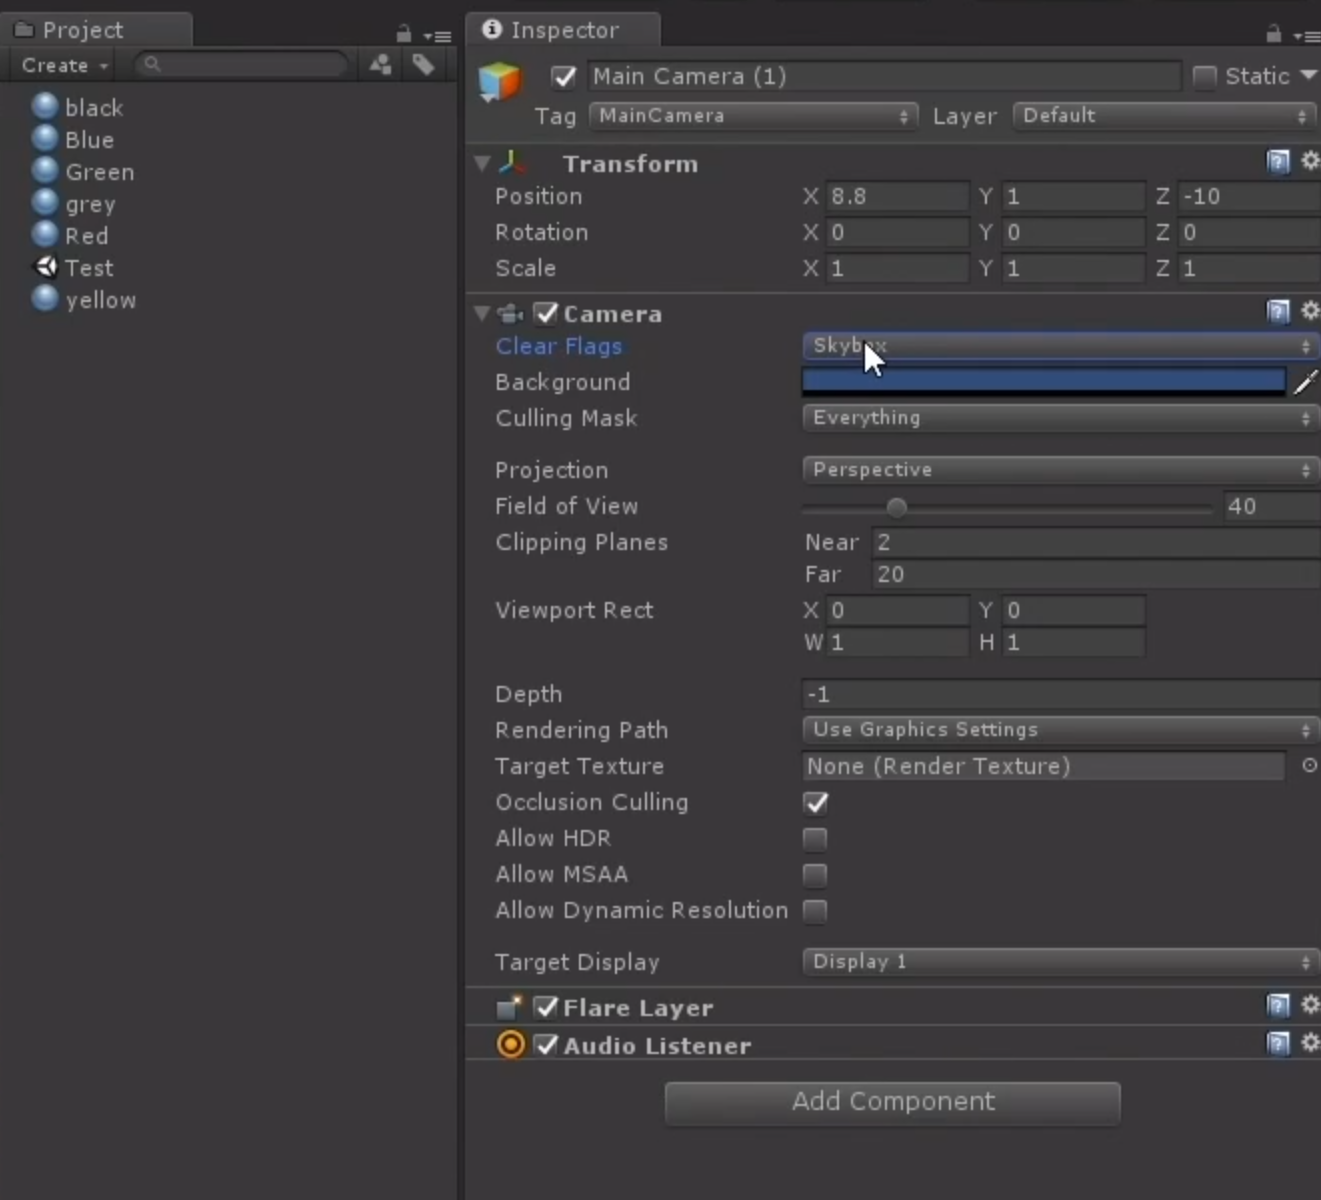 Project
Create
black
Blue
Green
grey
Red
Test
yellow
Inspector
Main Camera (1) Static
Tag MainCamera Layer Default
Transform
Position X 8.8 Y 1 Z -10
Rotation X 0 Y 0 Z 0
Scale X 1 Y 1 Z 1
Camera
Clear Flags Skybox
Background
Culling Mask Everything
Projection Perspective
Field of View 40
Clipping Planes Near 2
Far 20
Viewport Rect X 0 Y 0
W 1 H 1
Depth -1
Rendering Path Use Graphics Settings
Target Texture None (Render Texture)
Occlusion Culling
Allow HDR
Allow MSAA
Allow Dynamic Resolution
Target Display Display 1
Flare Layer
Audio Listener
Add Component